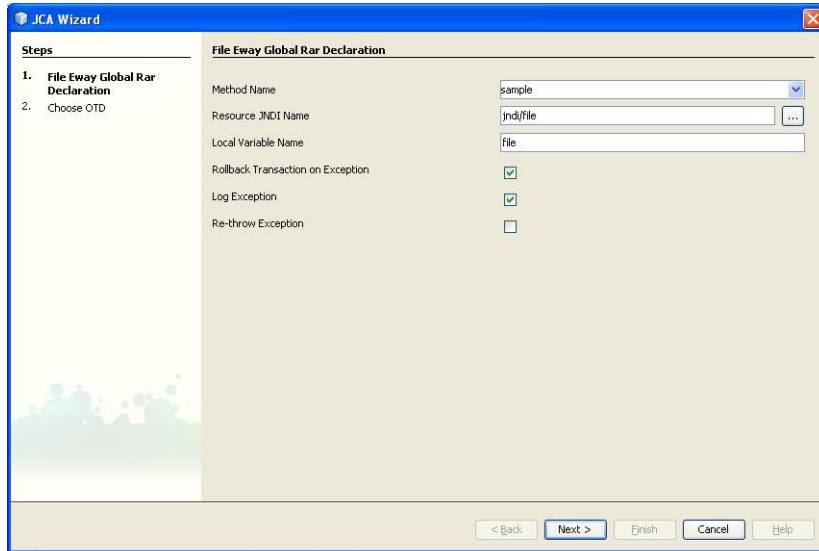 JCA Wizard
Steps
1. File Eway Global Rar
Declaration
2. Choose OTD
File Eway Global Rar Declaration
Method Name
sample
Resource JNDI Name
jndi/file
...
Local Variable Name
file
Rollback Transaction on Exception
Log Exception
Re-throw Exception
< Back Next > Finish Cancel Help